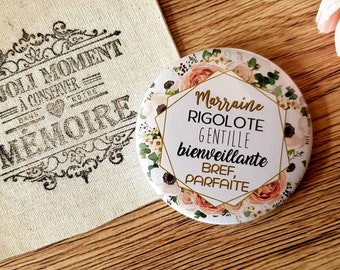 JOLI MOMENT
À CONSERVER
DANS VOTRE
MÉMOIRE
Marraine
RIGOLOTE
GENTILLE
bienveillante
BREF,
PARFAITE